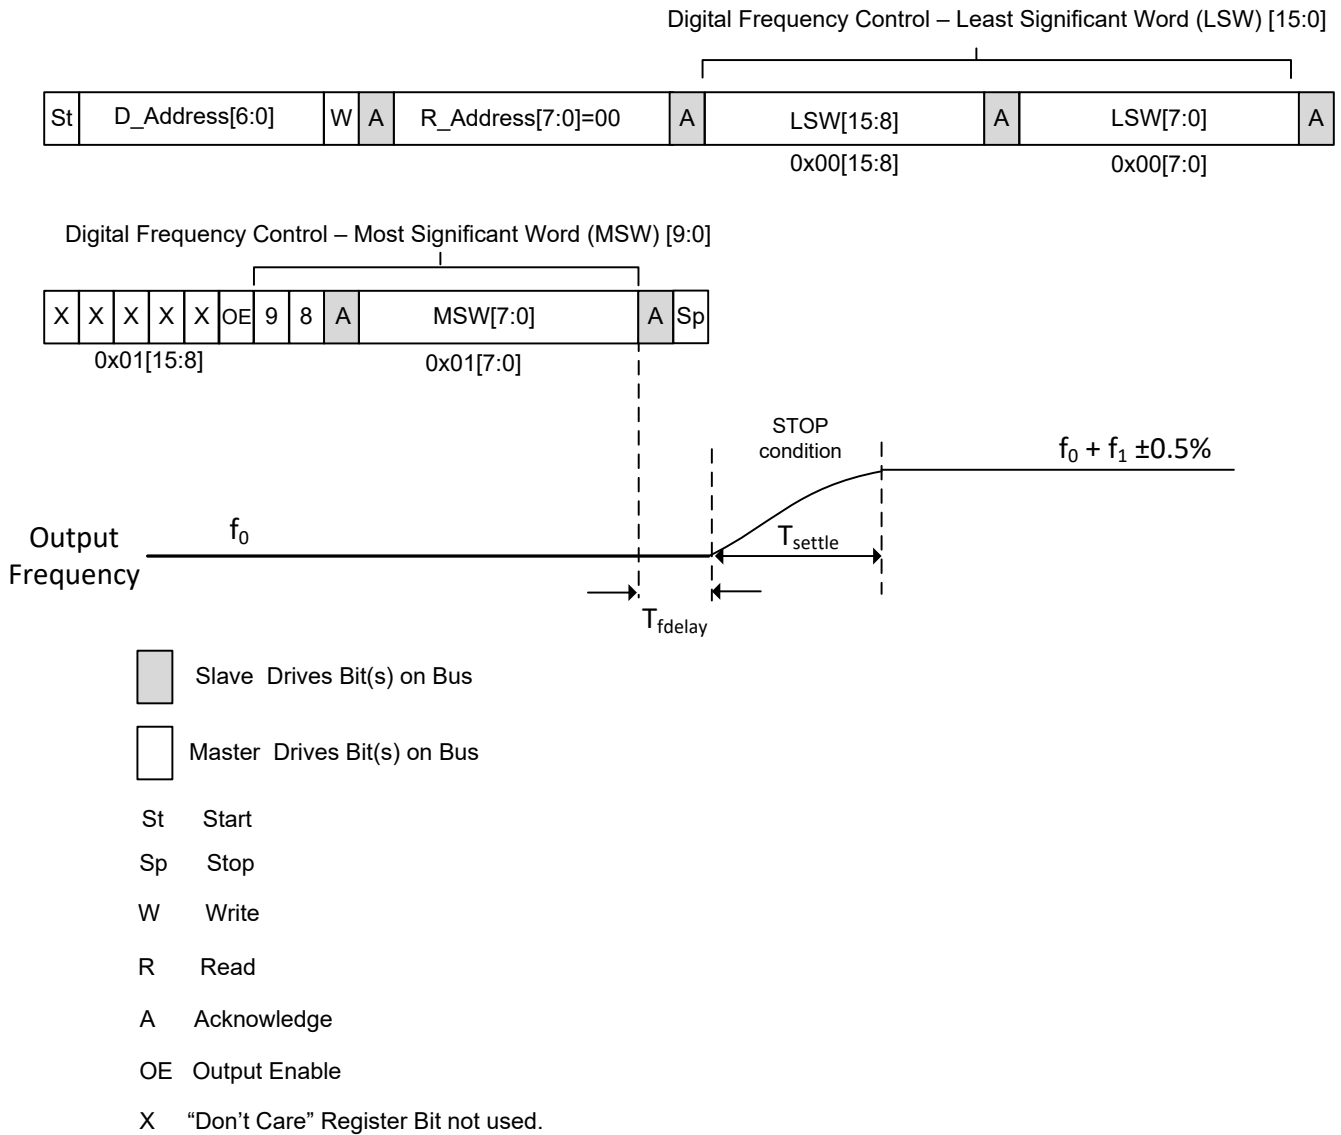 Digital Frequency Control – Least Significant Word (LSW) [15:0]
St D_Address[6:0] W A R_Address[7:0]=00 A LSW[15:8] A LSW[7:0] A
0x00[15:8] 0x00[7:0]
Digital Frequency Control – Most Significant Word (MSW) [9:0]
X X X X X OE 9 8 A MSW[7:0] A Sp
0x01[15:8] 0x01[7:0]
STOP
condition
f0 + f1 ±0.5%
f0
Output
Frequency
Tsettle
Tfdelay
Slave Drives Bit(s) on Bus
Master Drives Bit(s) on Bus
St Start
Sp Stop
W Write
R Read
A Acknowledge
OE Output Enable
X “Don’t Care” Register Bit not used.